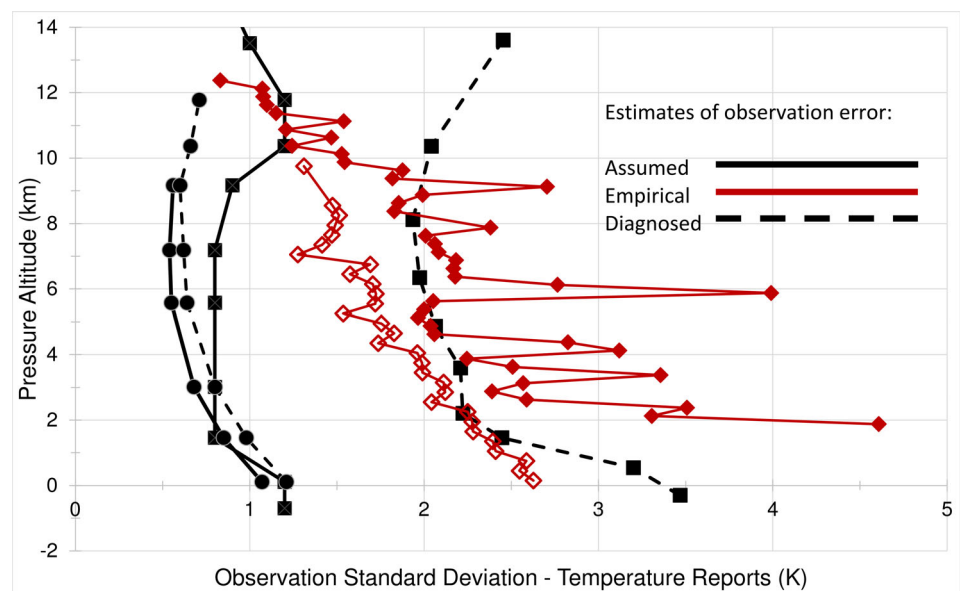 14
12
10
8
6
4
2
0
-2
Pressure Altitude (km)
Estimates of observation error:
Assumed
Empirical
Diagnosed
0 1 2 3 4 5
Observation Standard Deviation - Temperature Reports (K)